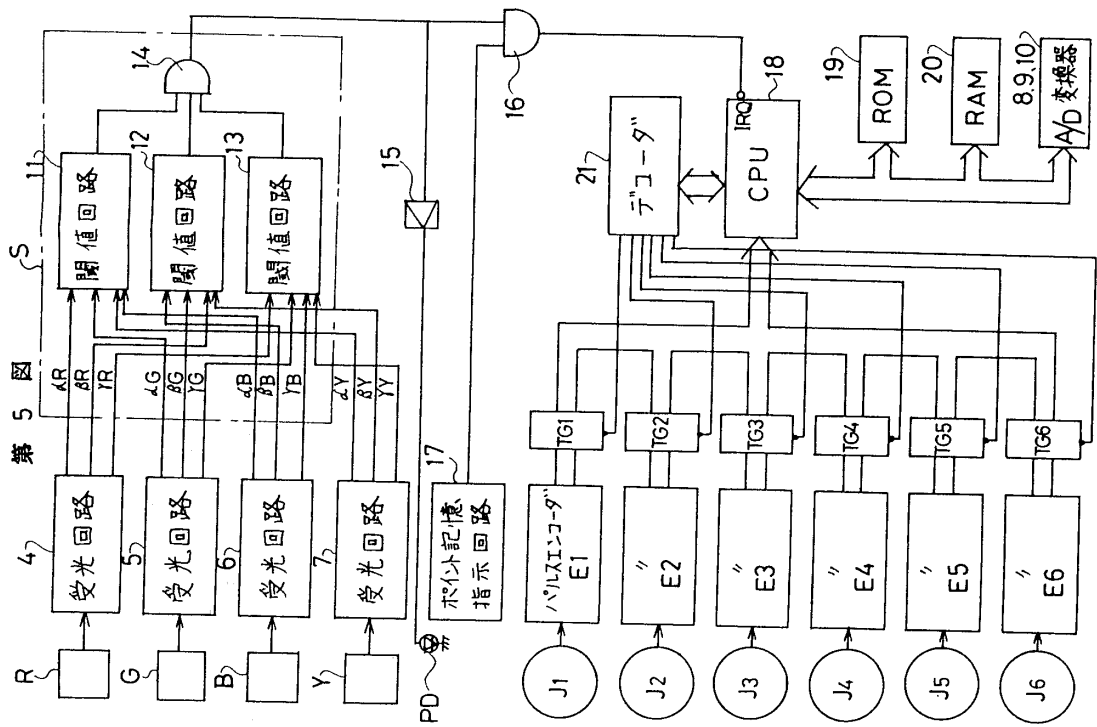 第 5 図
S
R
4
受光回路
αR
βR
γR
11
閾値回路
G
5
受光回路
αG
βG
γG
12
閾値回路
14
B
6
受光回路
αB
βB
γB
13
閾値回路
Y
7
受光回路
αY
βY
γY
PD
15
17
ポイント記憶
指示回路
16
J1
パルスエンコーダ
E1
TG1
21
デコーダ
J2
〃
E2
TG2
IRQ
18
CPU
J3
〃
E3
TG3
19
ROM
J4
〃
E4
TG4
20
RAM
J5
〃
E5
TG5
8.9.10
A/D 変換器
J6
〃
E6
TG6